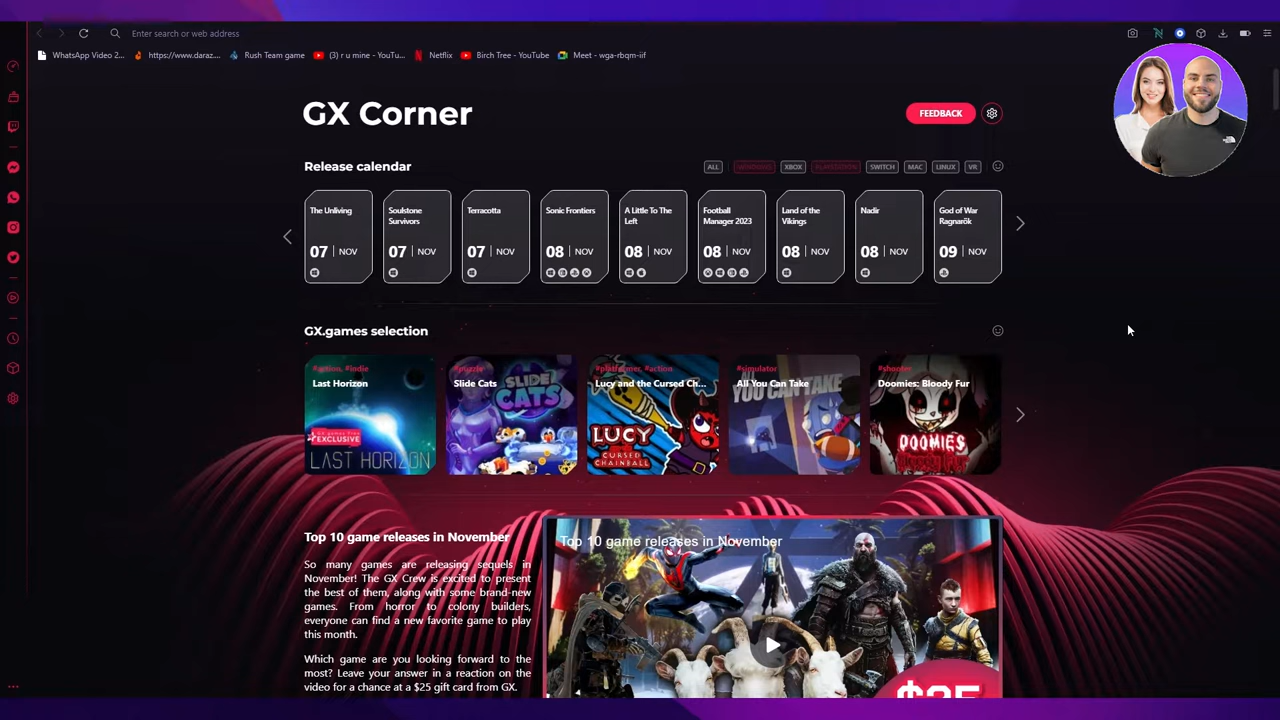 Enter search or web address
WhatsApp Video 2...
https://www.daraz....
Rush Team game
(3) r u mine - YouTu...
Netflix
Birch Tree - YouTube
Meet - wga-rbqm-iif
GX Corner
FEEDBACK
Release calendar
ALL
XBOX
SWITCH
MAC
LINUX
VR
The Unliving
07 | NOV
Soulstone
Survivors
07 | NOV
Terracotta
07 | NOV
Sonic Frontiers
08 | NOV
A Little To The
Left
08 | NOV
Football
Manager 2023
08 | NOV
Land of the
Vikings
08 | NOV
Nadir
08 | NOV
God of War
Ragnarök
09 | NOV
GX.games selection
#action, #indie
Last Horizon
EXCLUSIVE
LAST HORIZON
#puzzle
Slide Cats
SLIDE
CATS
#platformer, #action
Lucy and the Cursed Ch...
LUCY
CURSED
CHAINBALL
#simulator
All You Can Take
YOU CAN TAKE
#shooter
Doomies: Bloody Fur
DOOMIES
Top 10 game releases in November
So many games are releasing sequels in
November! The GX Crew is excited to present
the best of them, along with some brand-new
games. From horror to colony builders,
everyone can find a new favorite game to play
this month.
Which game are you looking forward to the
most? Leave your answer in a reaction on the
video for a chance at a $25 gift card from GX.
Top 10 game releases in November
$25